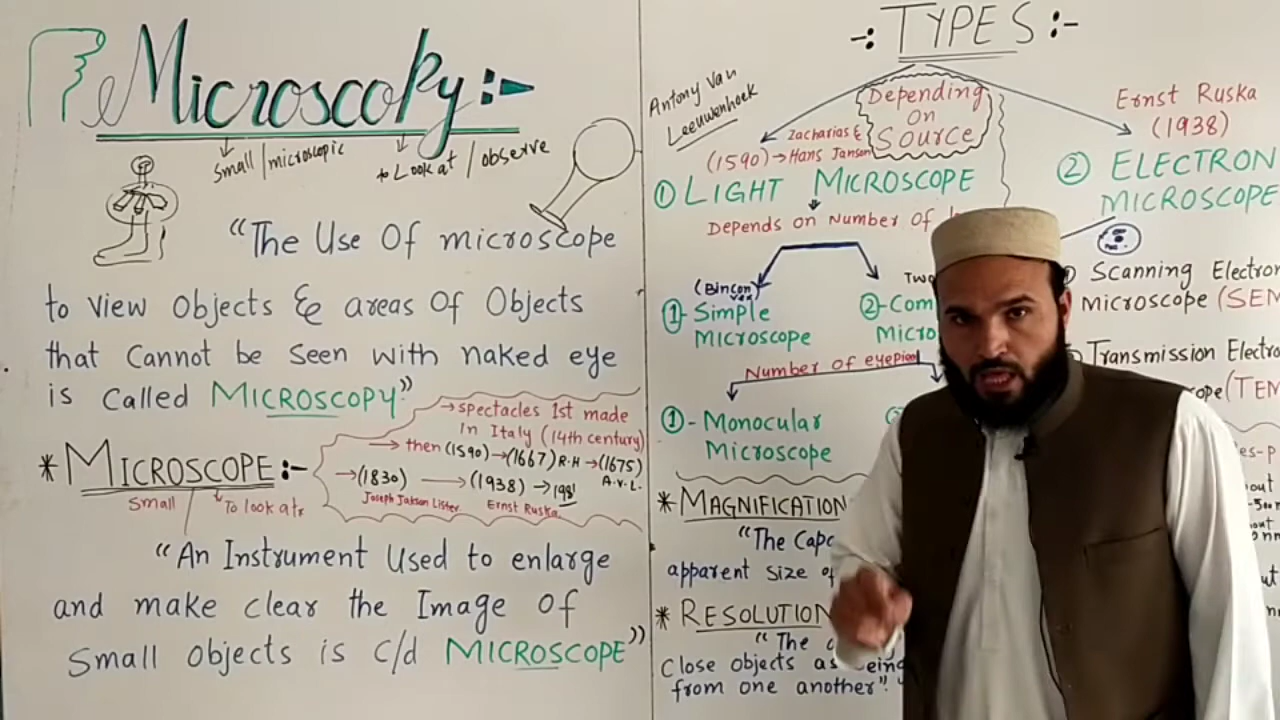 Microscopy:-
Small/microscopic
to Look at / observe
"The Use Of microscope
to view Objects & areas Of Objects
that Cannot be Seen with naked eye
is Called MICROSCOPY"
* MICROSCOPE:-
Small
To look at
→ spectacles 1st made
In Italy (14th century)
→ then (1590) → (1667) R.H → (1675)
A.V.L.
→ (1830) → (1938) → 1981
Joseph Jakson Lister
Ernst Ruska
"An Instrument Used to enlarge
and make clear the Image Of
Small objects is c/d MICROSCOPE"
-: TYPES :-
Antony Van
Leeuwenhoek
Depending
On
Source
Zacharias &
(1590) → Hans Janson
① LIGHT MICROSCOPE
Depends on Number of
(Bincon
① Simple
Microscope
Two
②- Com
Micro
Number of eyepiece
①- Monocular
Microscope
Ernst Ruska
(1938)
② ELECTRON
MICROSCOPE
Scanning Electron
Microscope (SEM
Transmission Electro
ope (TEM
* MAGNIFICATION
"The Capa
apparent size of
* RESOLUTION
"The
Close objects as being
from one another".